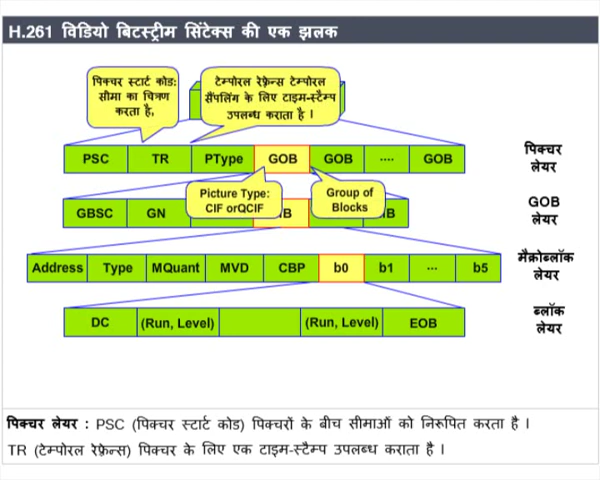 H.261 विडियो बिटस्ट्रीम सिंटेक्स की एक झलक
पिक्चर स्टार्ट कोड:
सीमा का चित्रण
करता है,
टेम्पोरल रेफ़्रेन्स टेम्पोरल
सैंपलिंग के लिए टाइम-स्टैम्प
उपलब्ध कराता है ।
PSC TR PType GOB GOB .... GOB
पिक्चर
लेयर
Picture Type:
CIF orQCIF
Group of
Blocks
GBSC GN
GOB
लेयर
Address Type MQuant MVD CBP b0 b1 ... b5
मैक्रोब्लॉक
लेयर
DC (Run, Level) (Run, Level) EOB
ब्लॉक
लेयर
पिक्चर लेयर : PSC (पिक्चर स्टार्ट कोड) पिक्चरों के बीच सीमाओं को निरूपित करता है ।
TR (टेम्पोरल रेफ़्रेन्स) पिक्चर के लिए एक टाइम-स्टैम्प उपलब्ध कराता है ।